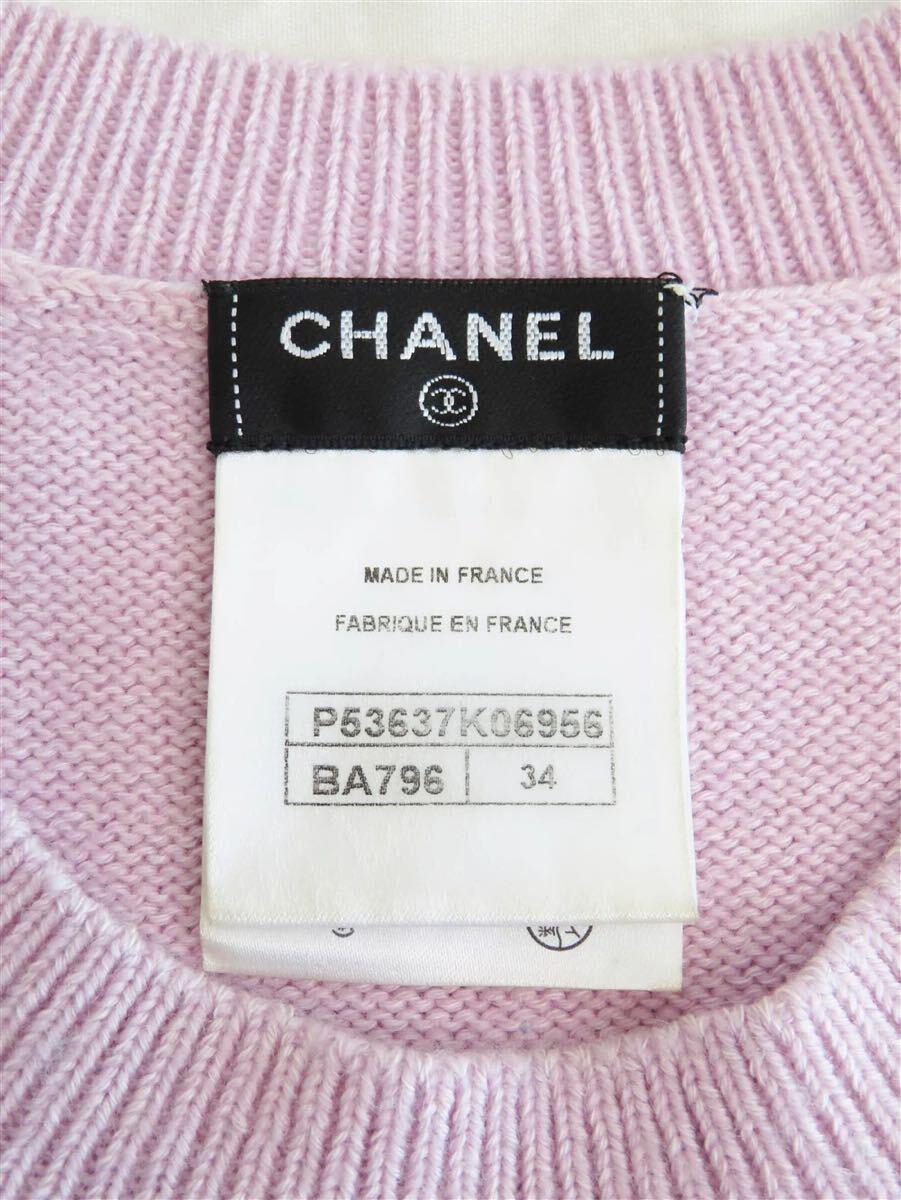 CHANEL
MADE IN FRANCE
FABRIQUE EN FRANCE
P53637K06956
BA796 34